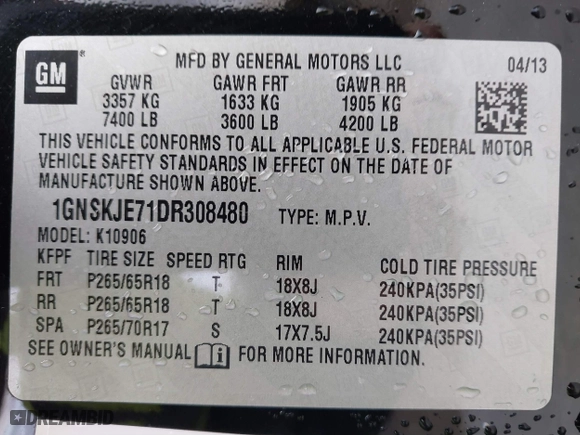 GM
MFD BY GENERAL MOTORS LLC 04/13
GVWR GAWR FRT GAWR RR
3357 KG 1633 KG 1905 KG
7400 LB 3600 LB 4200 LB
THIS VEHICLE CONFORMS TO ALL APPLICABLE U.S. FEDERAL MOTOR
VEHICLE SAFETY STANDARDS IN EFFECT ON THE DATE OF
MANUFACTURE SHOWN ABOVE.
1GNSKJE71DR308480 TYPE: M.P.V.
MODEL: K10906
KFPF TIRE SIZE SPEED RTG RIM COLD TIRE PRESSURE
FRT P265/65R18 T 18X8J 240KPA(35PSI)
RR P265/65R18 T 18X8J 240KPA(35PSI)
SPA P265/70R17 S 17X7.5J 240KPA(35PSI)
SEE OWNER'S MANUAL i FOR MORE INFORMATION.
DREAMBID